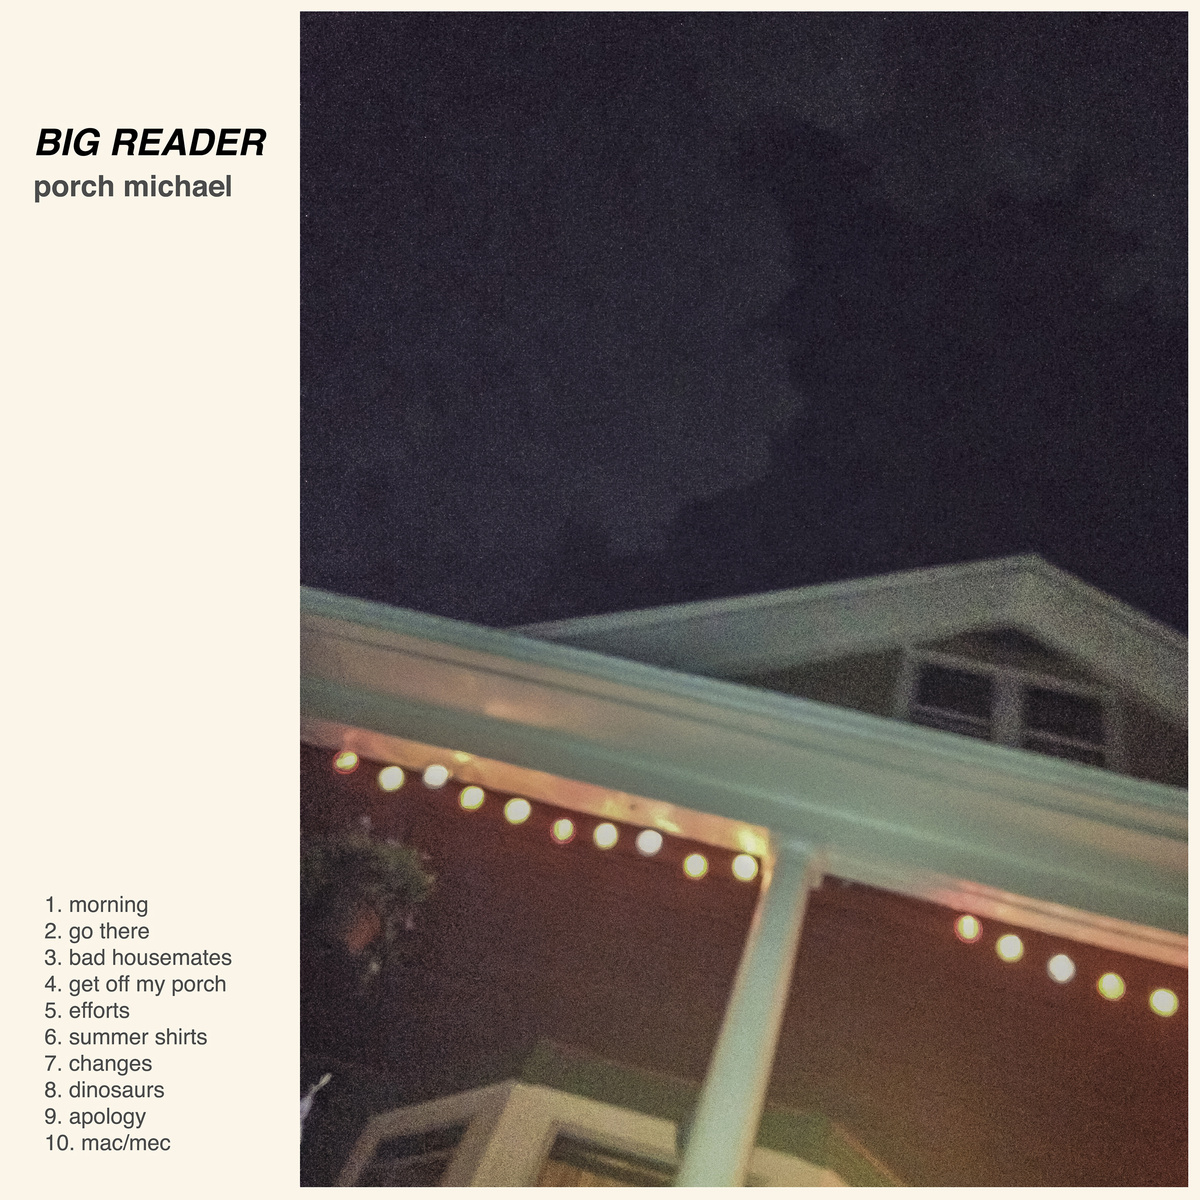 BIG READER
porch michael
1. morning
2. go there
3. bad housemates
4. get off my porch
5. efforts
6. summer shirts
7. changes
8. dinosaurs
9. apology
10. mac/mec